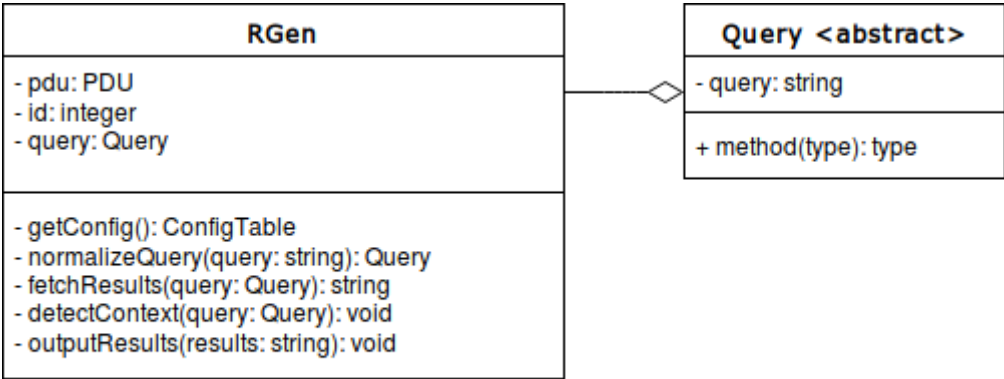 RGen
- pdu: PDU
- id: integer
- query: Query
- getConfig(): ConfigTable
- normalizeQuery(query: string): Query
- fetchResults(query: Query): string
- detectContext(query: Query): void
- outputResults(results: string): void
Query <abstract>
- query: string
+ method(type): type